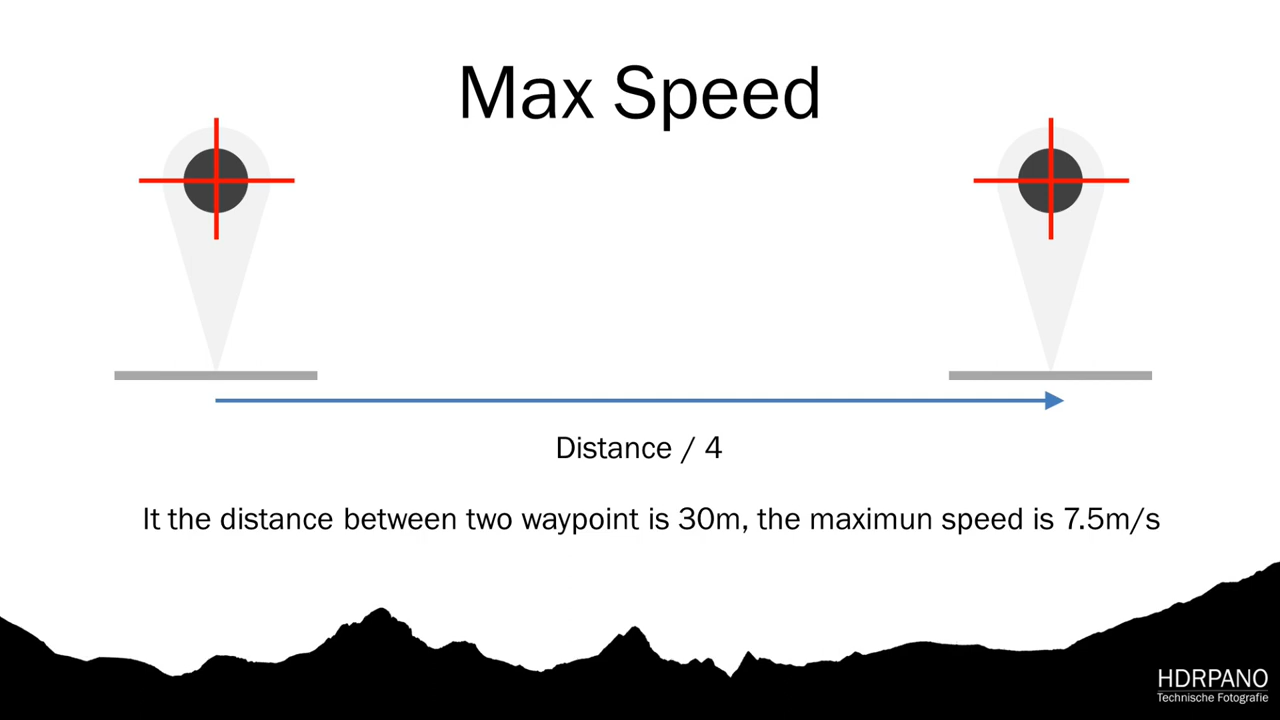 Max Speed
Distance / 4
It the distance between two waypoint is 30m, the maximun speed is 7.5m/s
HDRPANO
Technische Fotografie